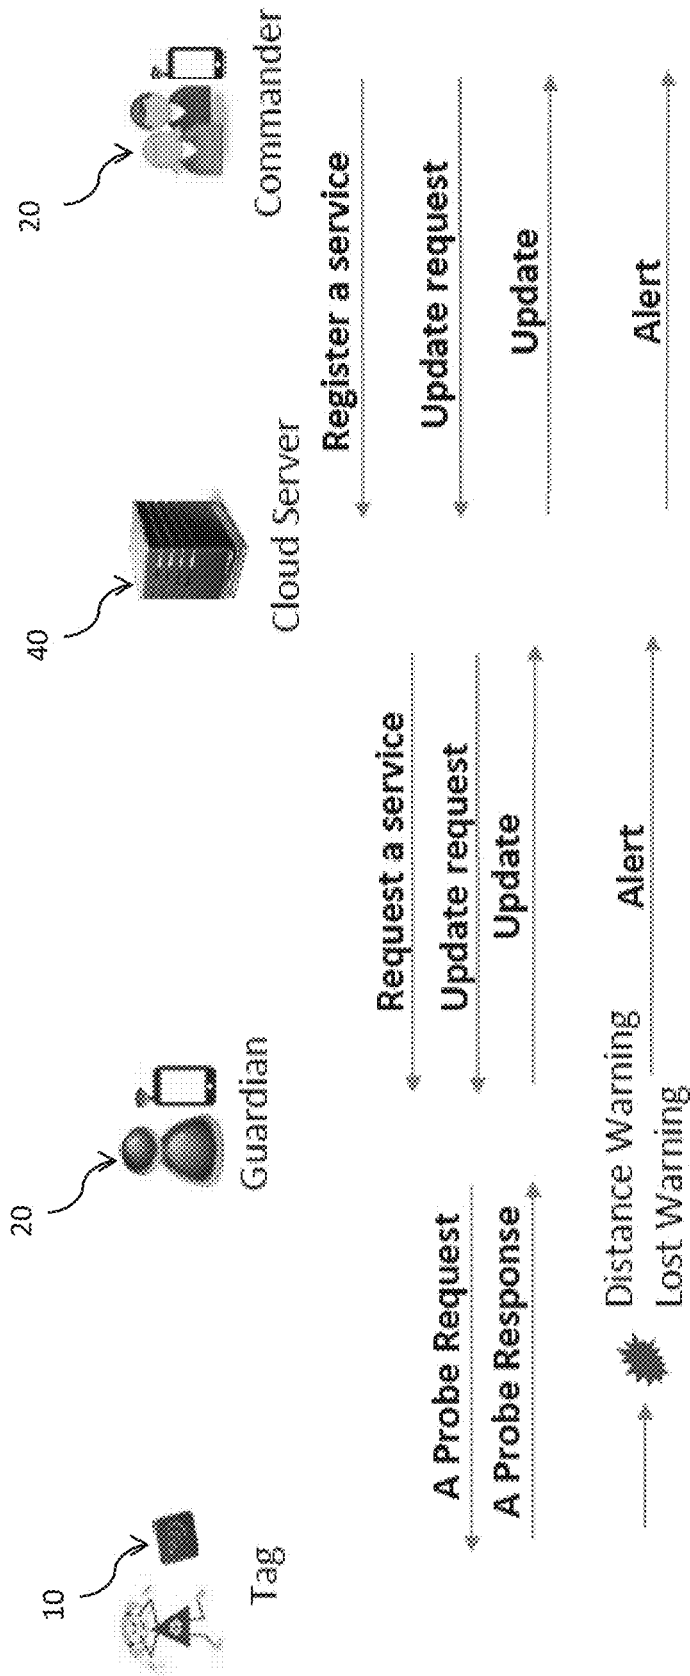 10
20
40
20
Tag
Guardian
Cloud Server
Commander
Register a service
Request a service
Update request
A Probe Request
Update request
Update
A Probe Response
Update
Distance Warning
Lost Warning
Alert
Alert